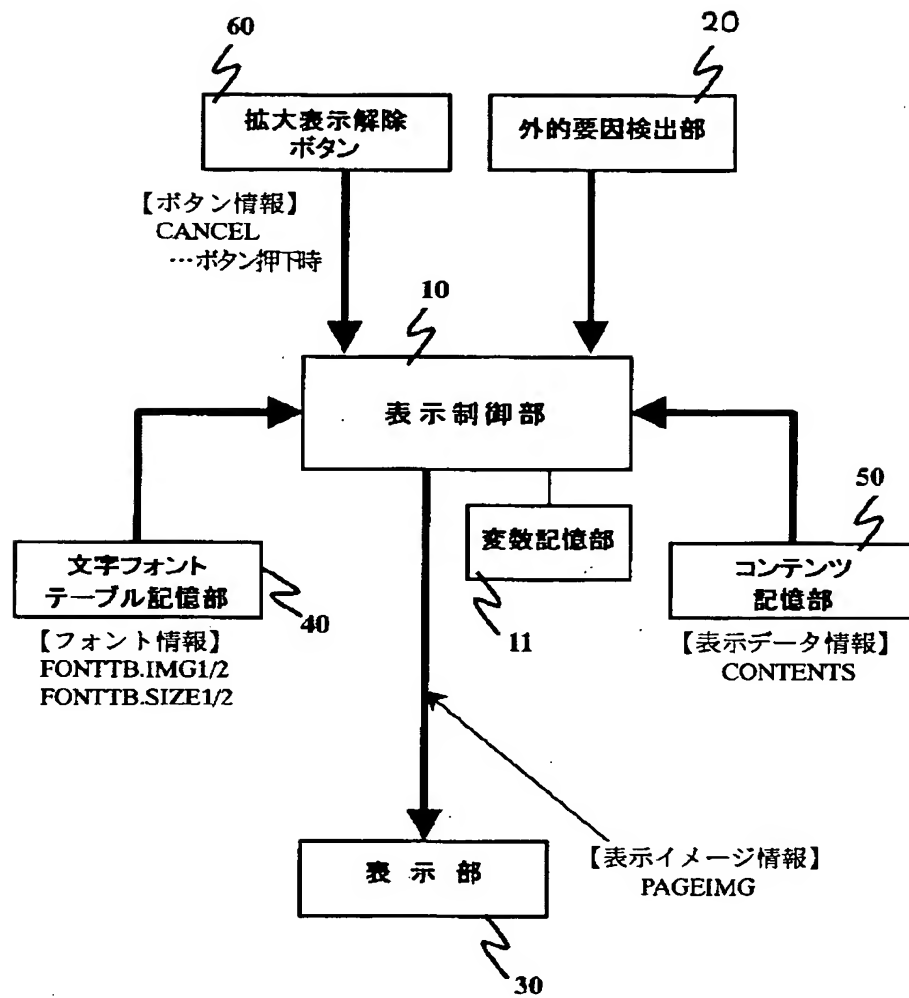 60
20
拡大表示解除
ボタン
外的要因検出部
【ボタン情報】
CANCEL
…ボタン押下時
10
表示制御部
50
変数記憶部
11
文字フォント
テーブル記憶部
40
コンテンツ
記憶部
【フォント情報】
FONTTB.IMG1/2
FONTTB.SIZE1/2
【表示データ情報】
CONTENTS
【表示イメージ情報】
PAGEIMG
表示部
30